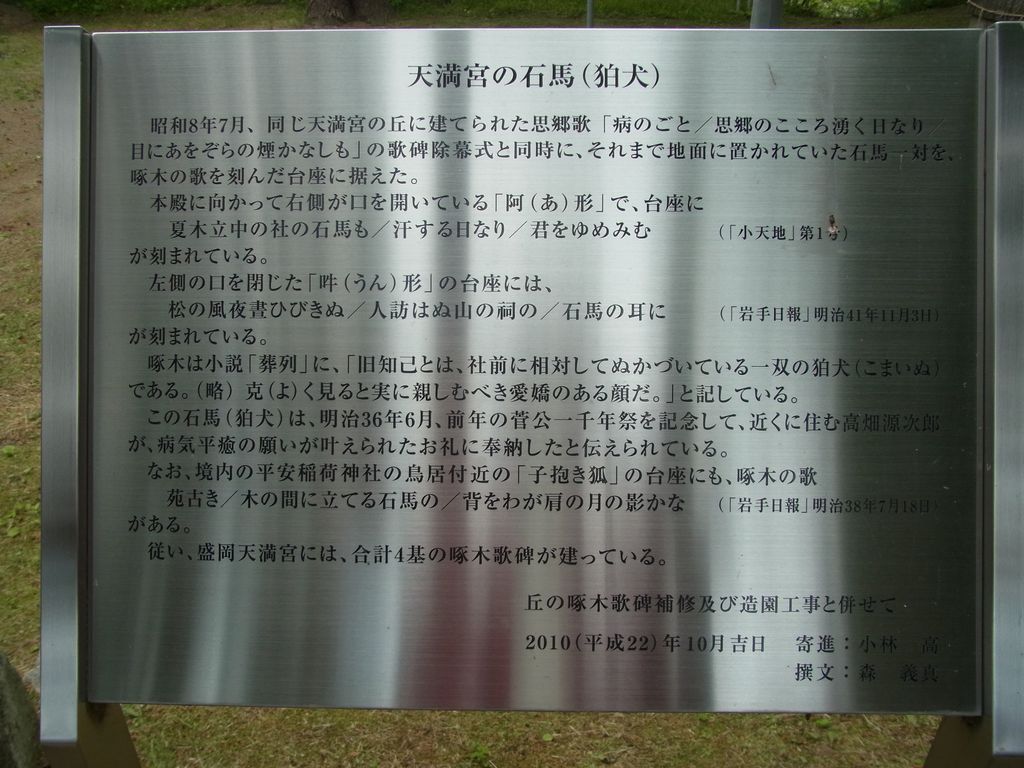 天満宮の石馬(狛犬)
昭和8年7月、同じ天満宮の丘に建てられた思郷歌「病のごと／思郷のこころ湧く日なり／
目にあをぞらの煙かなしも」の歌碑除幕式と同時に、それまで地面に置かれていた石馬一対を、
啄木の歌を刻んだ台座に据えた。
本殿に向かって右側が口を開いている「阿(あ)形」で、台座に
夏木立中の社の石馬も／汗する日なり／君をゆめみむ (「小天地」第1号)
が刻まれている。
左側の口を閉じた「吽(うん)形」の台座には、
松の風夜晝ひびきぬ／人訪はぬ山の祠の／石馬の耳に (「岩手日報」明治41年11月3日)
が刻まれている。
啄木は小説「葬列」に、「旧知己とは、社前に相対してぬかづいている一双の狛犬(こまいぬ)
である。(略) 克(よ)く見ると実に親しむべき愛嬌のある顔だ。」と記している。
この石馬(狛犬)は、明治36年6月、前年の菅公一千年祭を記念して、近くに住む高畑源次郎
が、病気平癒の願いが叶えられたお礼に奉納したと伝えられている。
なお、境内の平安稲荷神社の鳥居付近の「子抱き狐」の台座にも、啄木の歌
苑古き／木の間に立てる石馬の／背をわが肩の月の影かな (「岩手日報」明治38年7月18日)
がある。
従い、盛岡天満宮には、合計4基の啄木歌碑が建っている。
丘の啄木歌碑補修及び造園工事と併せて
2010(平成22)年10月吉日 寄進：小林 高
撰文：森 義真